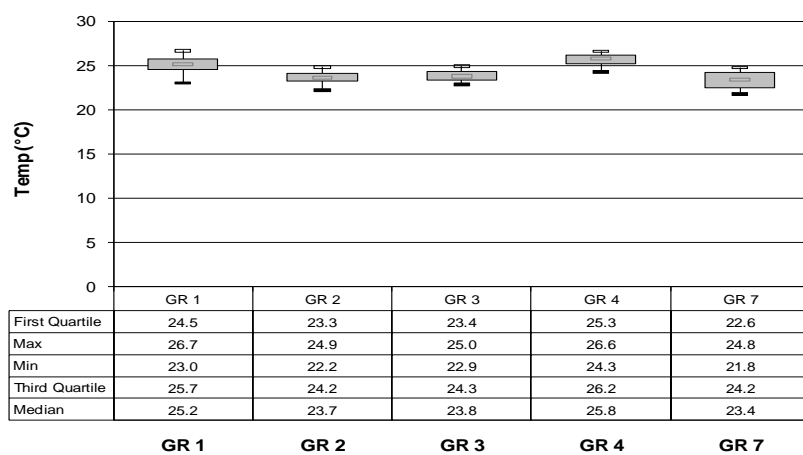 30
25
20
15
10
5
0
Temp (°C)
GR 1 GR 2 GR 3 GR 4 GR 7
First Quartile 24.5 23.3 23.4 25.3 22.6
Max 26.7 24.9 25.0 26.6 24.8
Min 23.0 22.2 22.9 24.3 21.8
Third Quartile 25.7 24.2 24.3 26.2 24.2
Median 25.2 23.7 23.8 25.8 23.4
GR 1 GR 2 GR 3 GR 4 GR 7